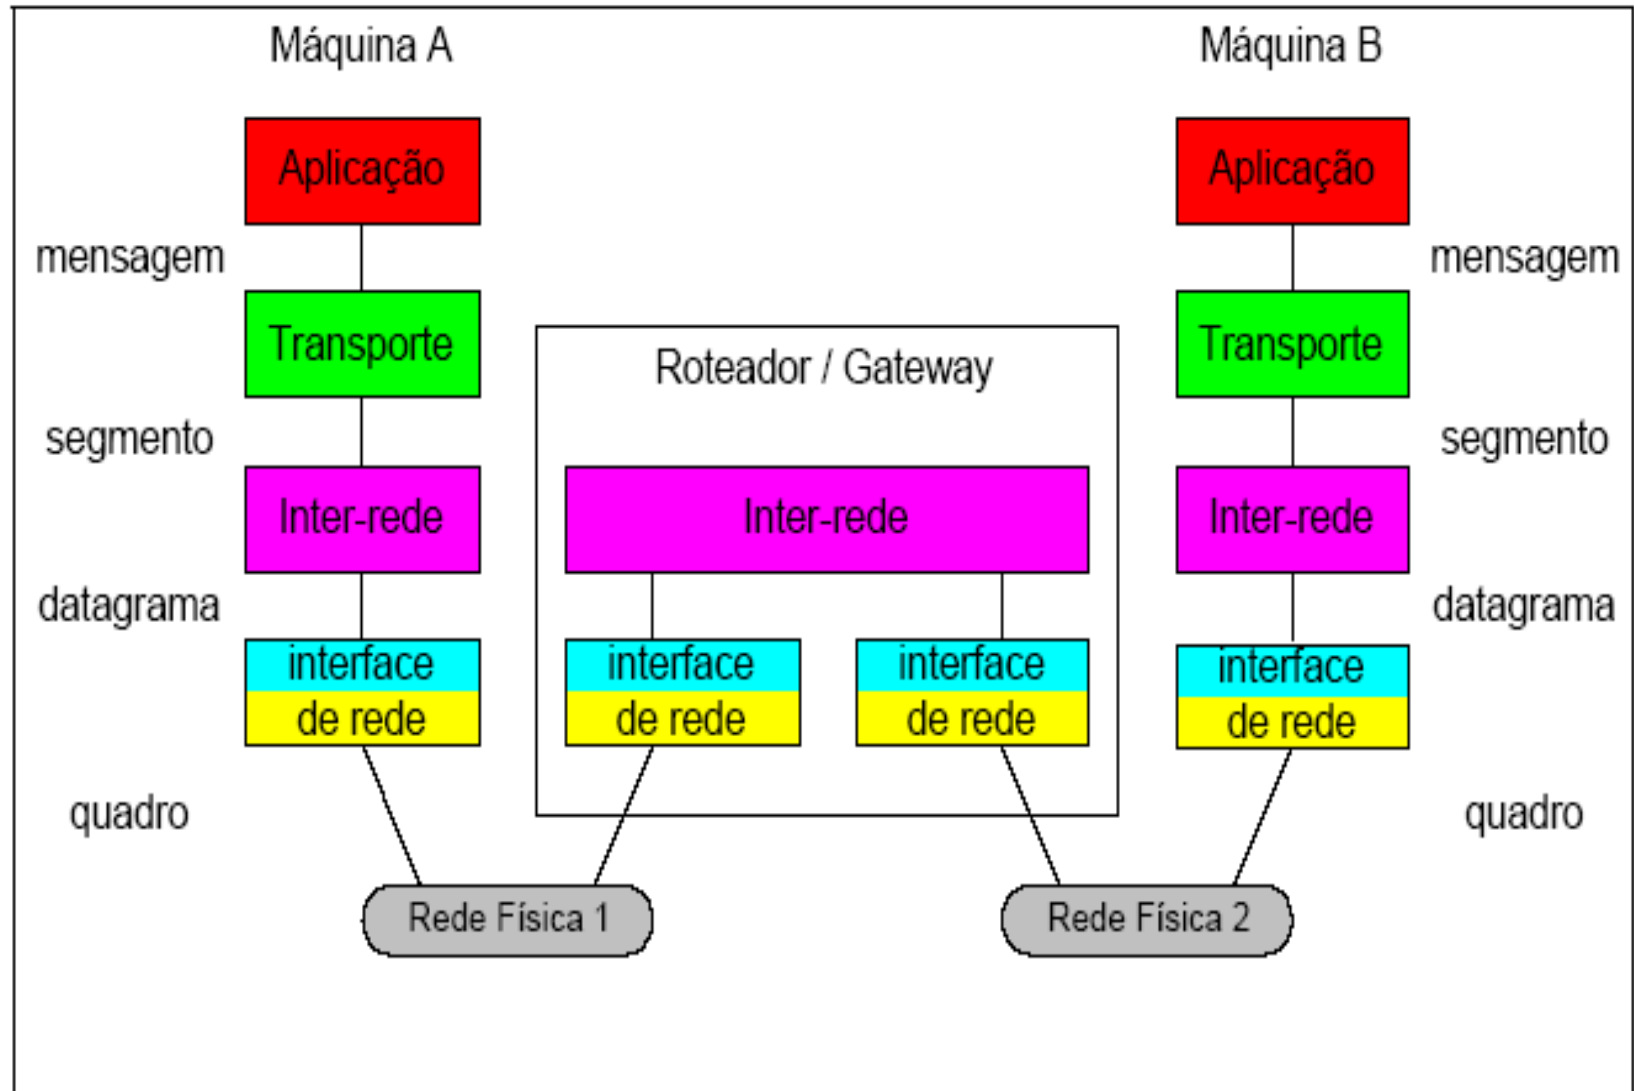 Máquina A
Máquina B
Aplicação
Aplicação
mensagem
mensagem
Transporte
Roteador / Gateway
Transporte
segmento
segmento
Inter-rede
Inter-rede
Inter-rede
datagrama
datagrama
interface
de rede
interface
de rede
interface
de rede
interface
de rede
quadro
quadro
Rede Física 1
Rede Física 2